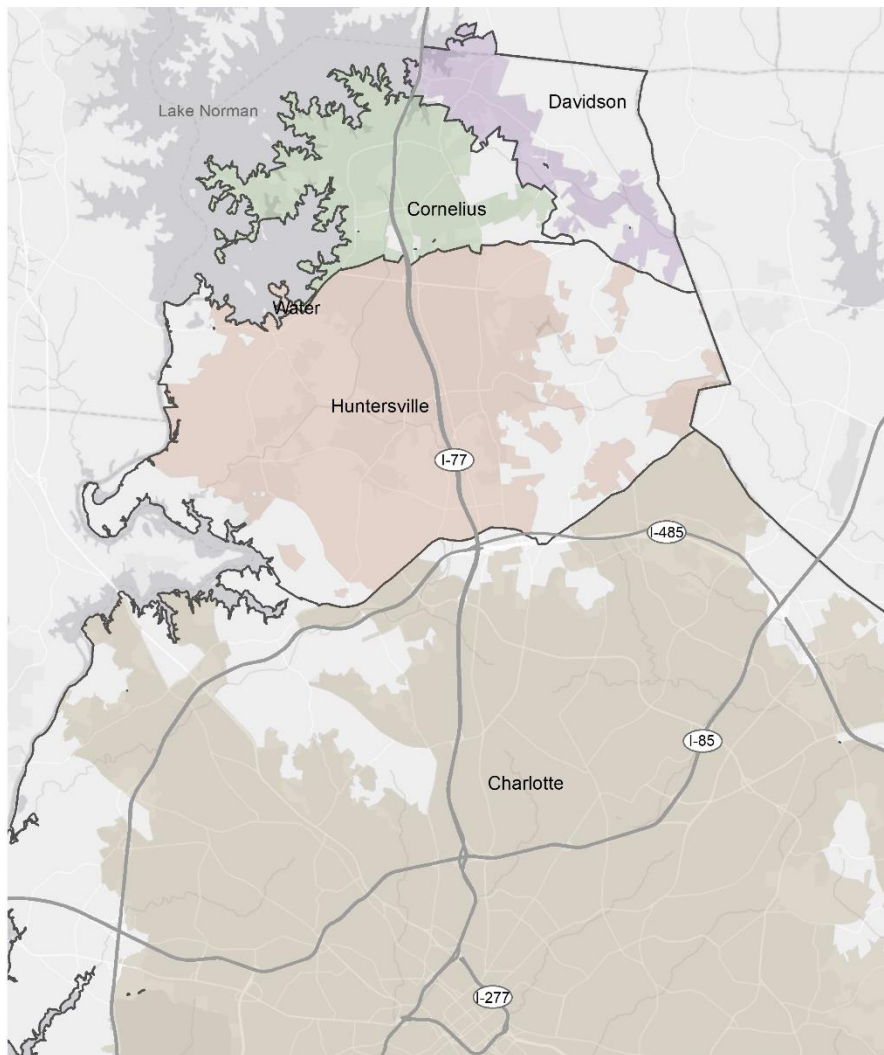 Davidson
Lake Norman
Cornelius
Water
Huntersville
I-77
I-485
I-85
Charlotte
I-277